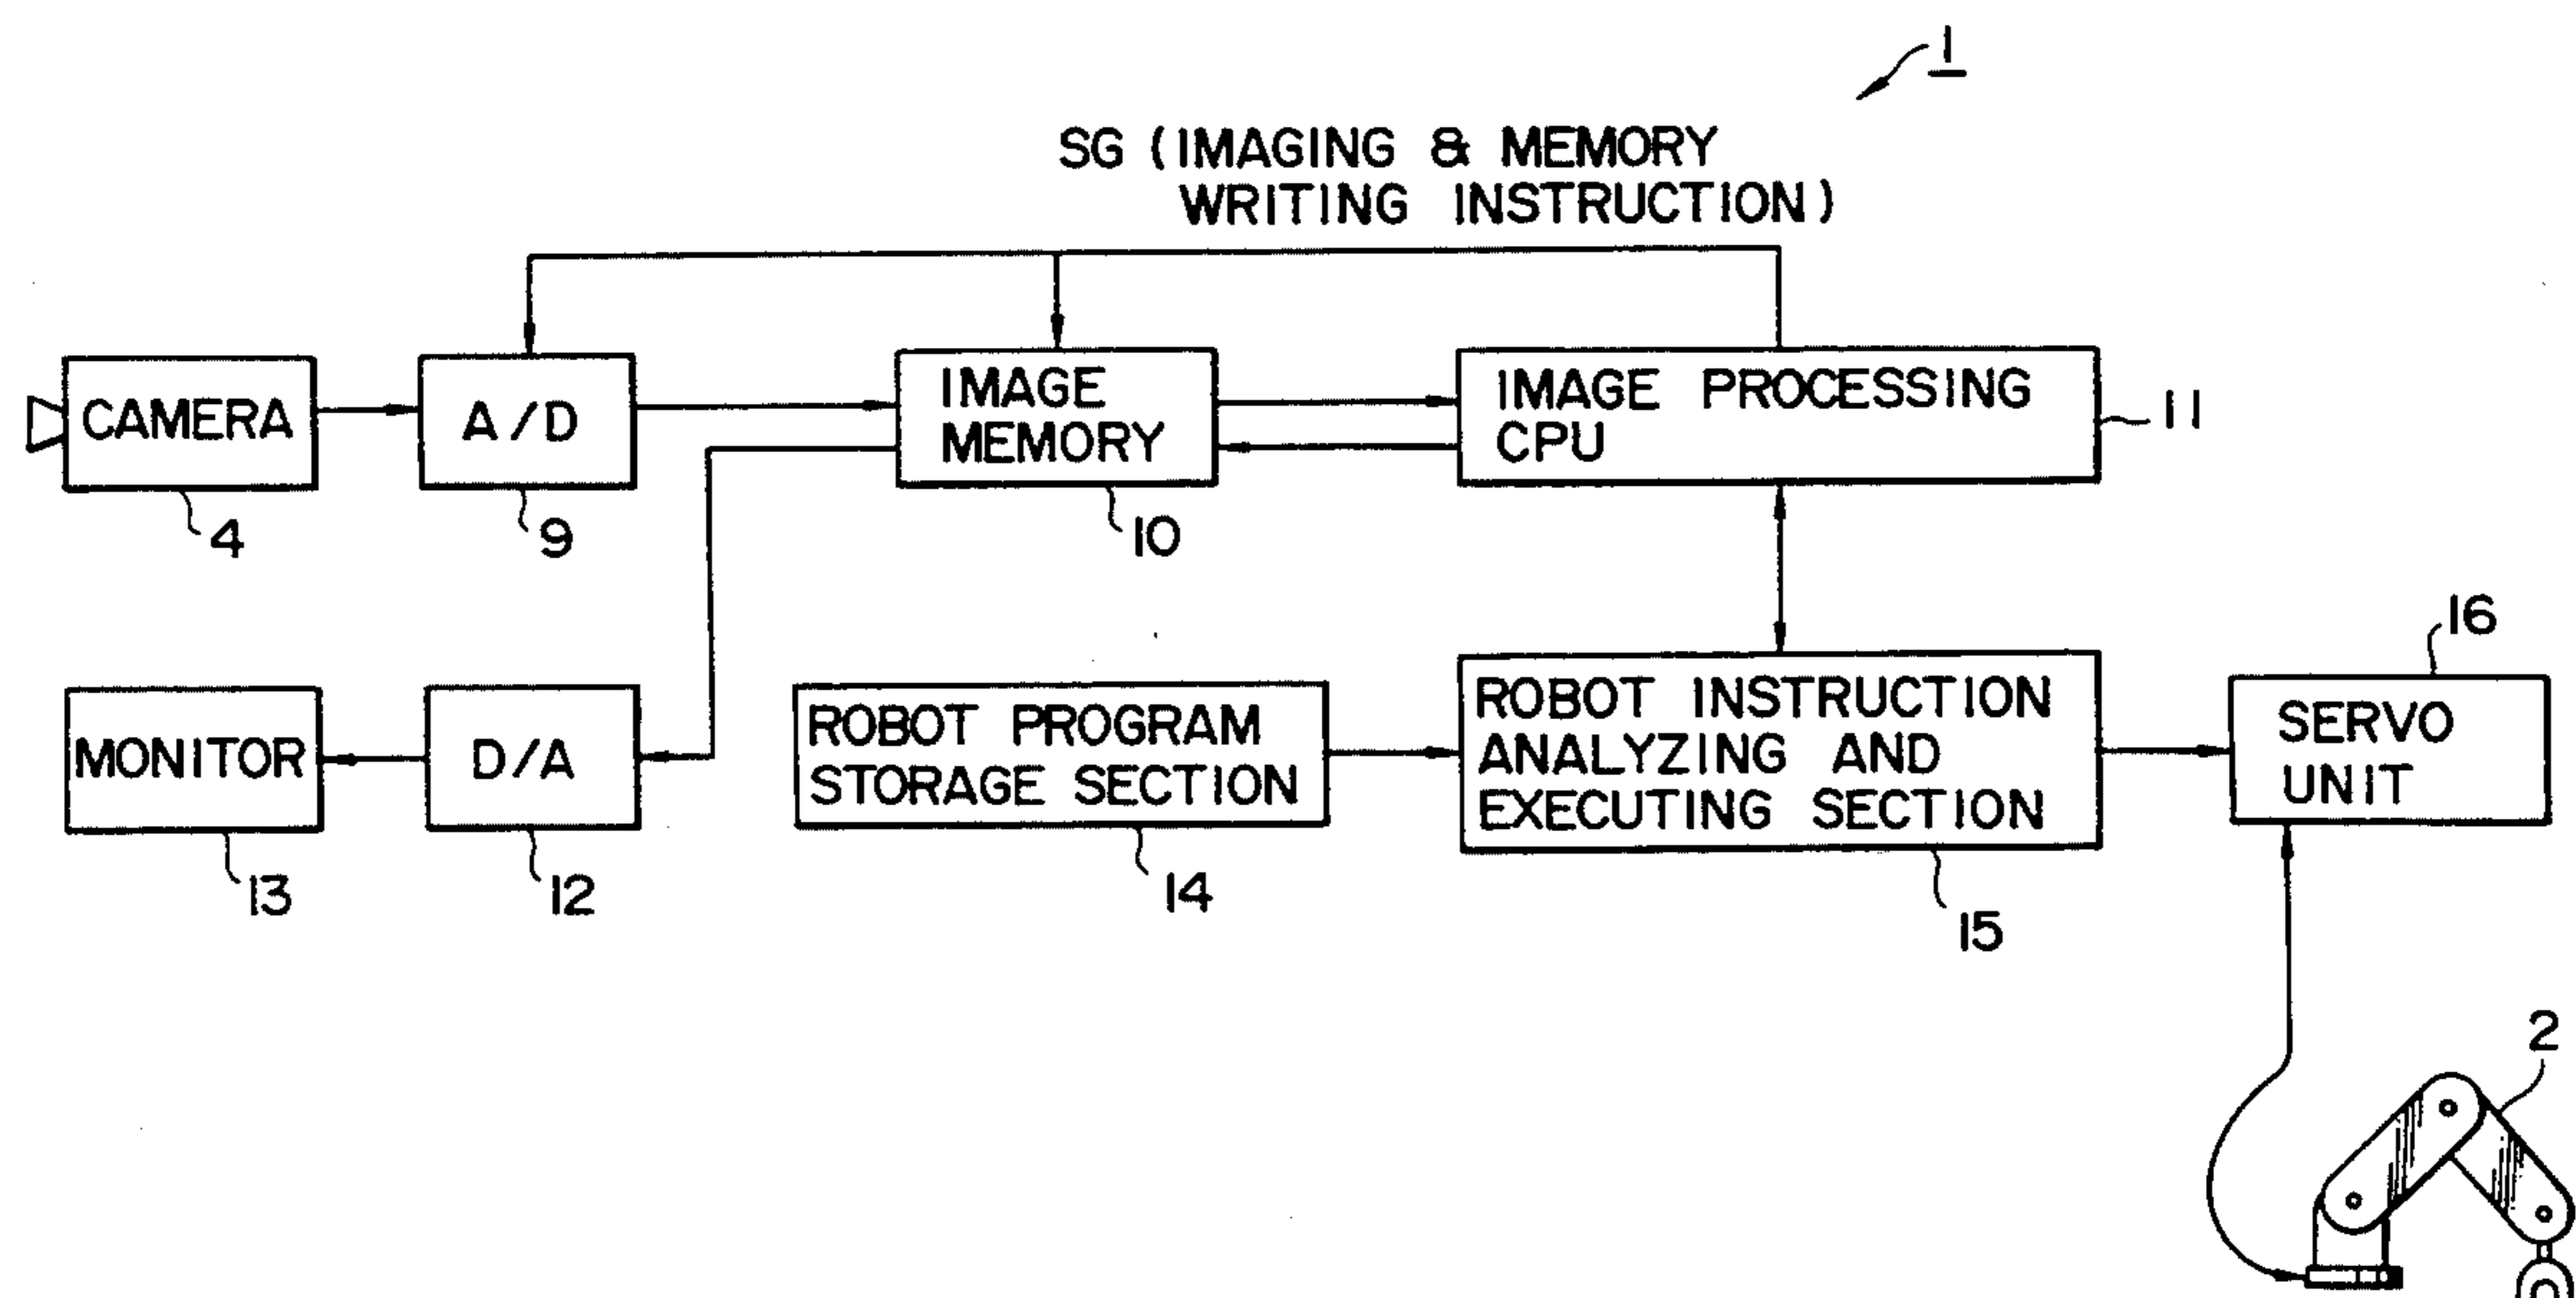 1
SG (IMAGING & MEMORY
WRITING INSTRUCTION)
CAMERA
A/D
IMAGE
MEMORY
IMAGE PROCESSING
CPU
11
4
9
10
16
MONITOR
D/A
ROBOT PROGRAM
STORAGE SECTION
ROBOT INSTRUCTION
ANALYZING AND
EXECUTING SECTION
SERVO
UNIT
13
12
14
15
2